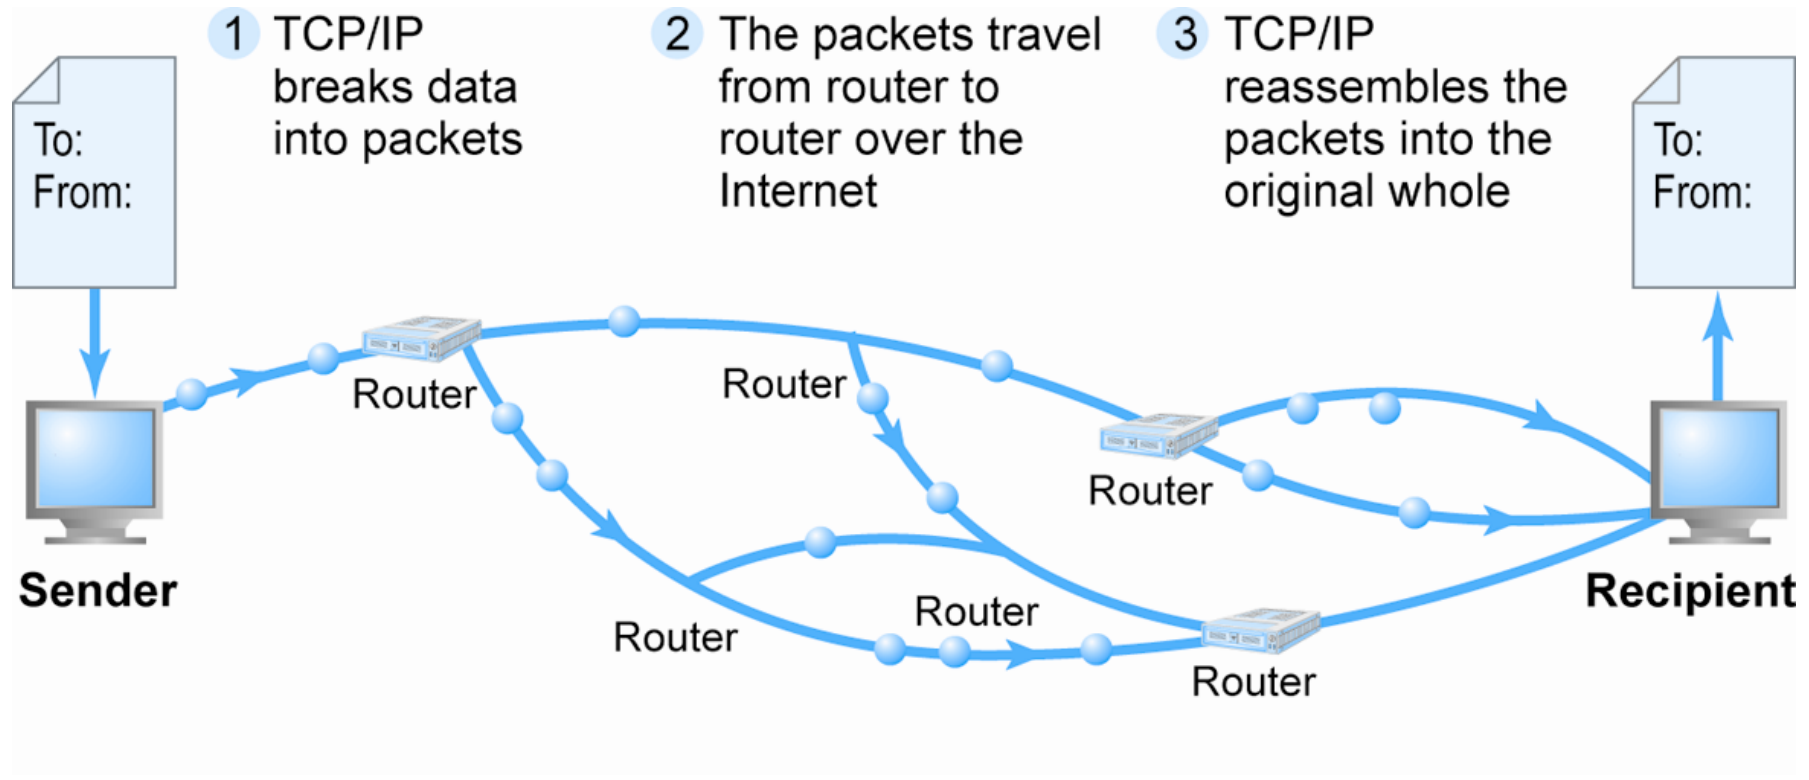 1 TCP/IP
breaks data
into packets
2 The packets travel
from router to
router over the
Internet
3 TCP/IP
reassembles the
packets into the
original whole
To:
From:
To:
From:
Router
Router
Router
Router
Router
Router
Sender
Recipient